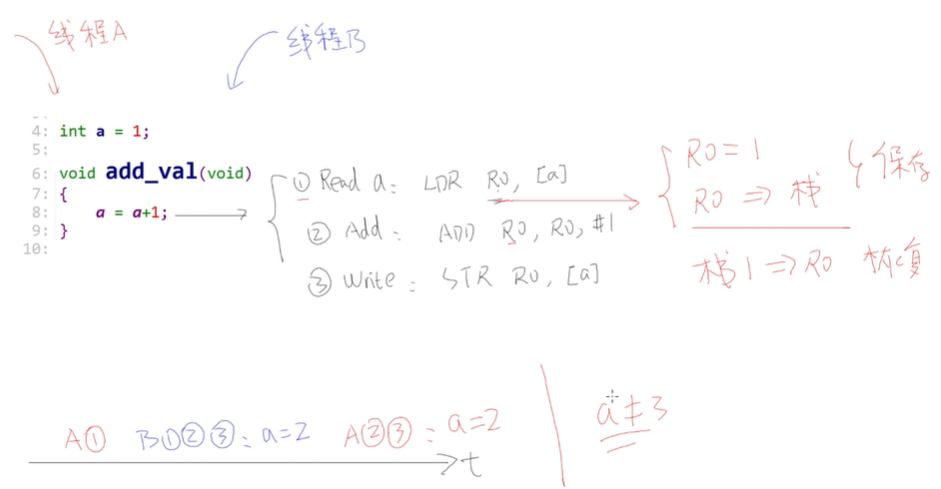 线程A
线程B
4: int a = 1;
5:
6: void add_val(void)
7: {
8: a = a+1;
9: }
10:
① Read a: LDR R0, [a]
② Add: ADD R0, R0, #1
③ Write: STR R0, [a]
R0=1
R0 => 栈
保存
栈1 => R0 恢复
A① B①②③: a=2 A②③: a=2
t
a≠3